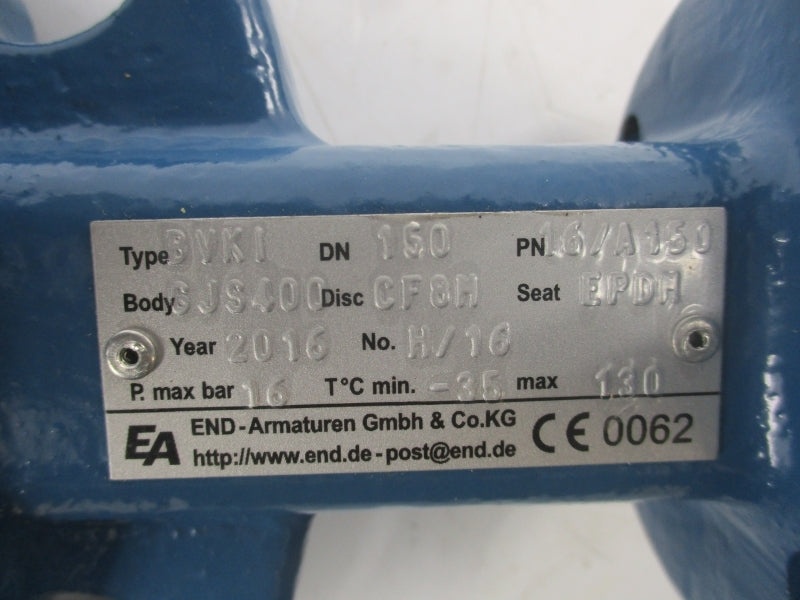 Type BVKI DN 150 PN 16/A150
Body GJS400 Disc CF8M Seat EPDM
Year 2016 No. H/16
P. max bar 16 T°C min. -35 max 130
EA END-Armaturen Gmbh & Co.KG CE 0062
http://www.end.de-post@end.de